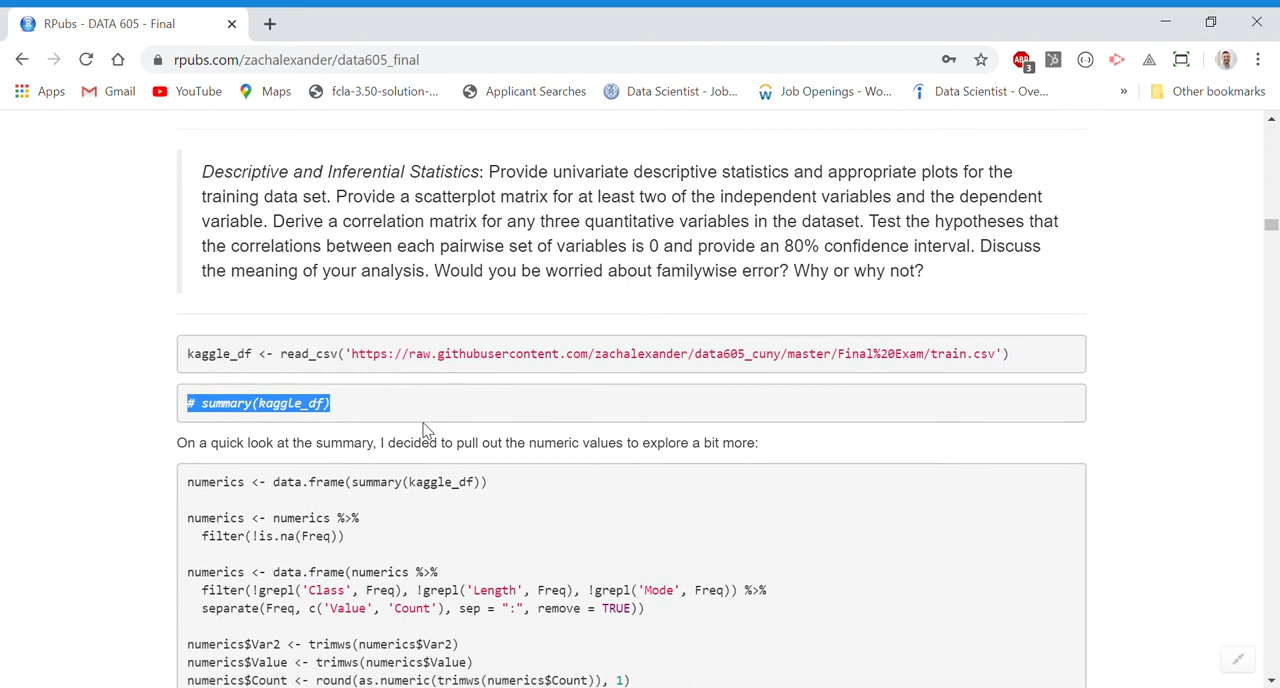 RPubs - DATA 605 - Final
rpubs.com/zachalexander/data605_final
ABP
3
Apps
Gmail
YouTube
Maps
fcla-3.50-solution-...
Applicant Searches
Data Scientist - Job...
Job Openings - Wo...
Data Scientist - Ove...
»
Other bookmarks
Descriptive and Inferential Statistics: Provide univariate descriptive statistics and appropriate plots for the
training data set. Provide a scatterplot matrix for at least two of the independent variables and the dependent
variable. Derive a correlation matrix for any three quantitative variables in the dataset. Test the hypotheses that
the correlations between each pairwise set of variables is 0 and provide an 80% confidence interval. Discuss
the meaning of your analysis. Would you be worried about familywise error? Why or why not?
kaggle_df <- read_csv('https://raw.githubusercontent.com/zachalexander/data605_cuny/master/Final%20Exam/train.csv')
# summary(kaggle_df)
On a quick look at the summary, I decided to pull out the numeric values to explore a bit more:
numerics <- data.frame(summary(kaggle_df))
numerics <- numerics %>%
filter(!is.na(Freq))
numerics <- data.frame(numerics %>%
filter(!grepl('Class', Freq), !grepl('Length', Freq), !grepl('Mode', Freq)) %>%
separate(Freq, c('Value', 'Count'), sep = ":", remove = TRUE))
numerics$Var2 <- trimws(numerics$Var2)
numerics$Value <- trimws(numerics$Value)
numerics$Count <- round(as.numeric(trimws(numerics$Count)), 1)